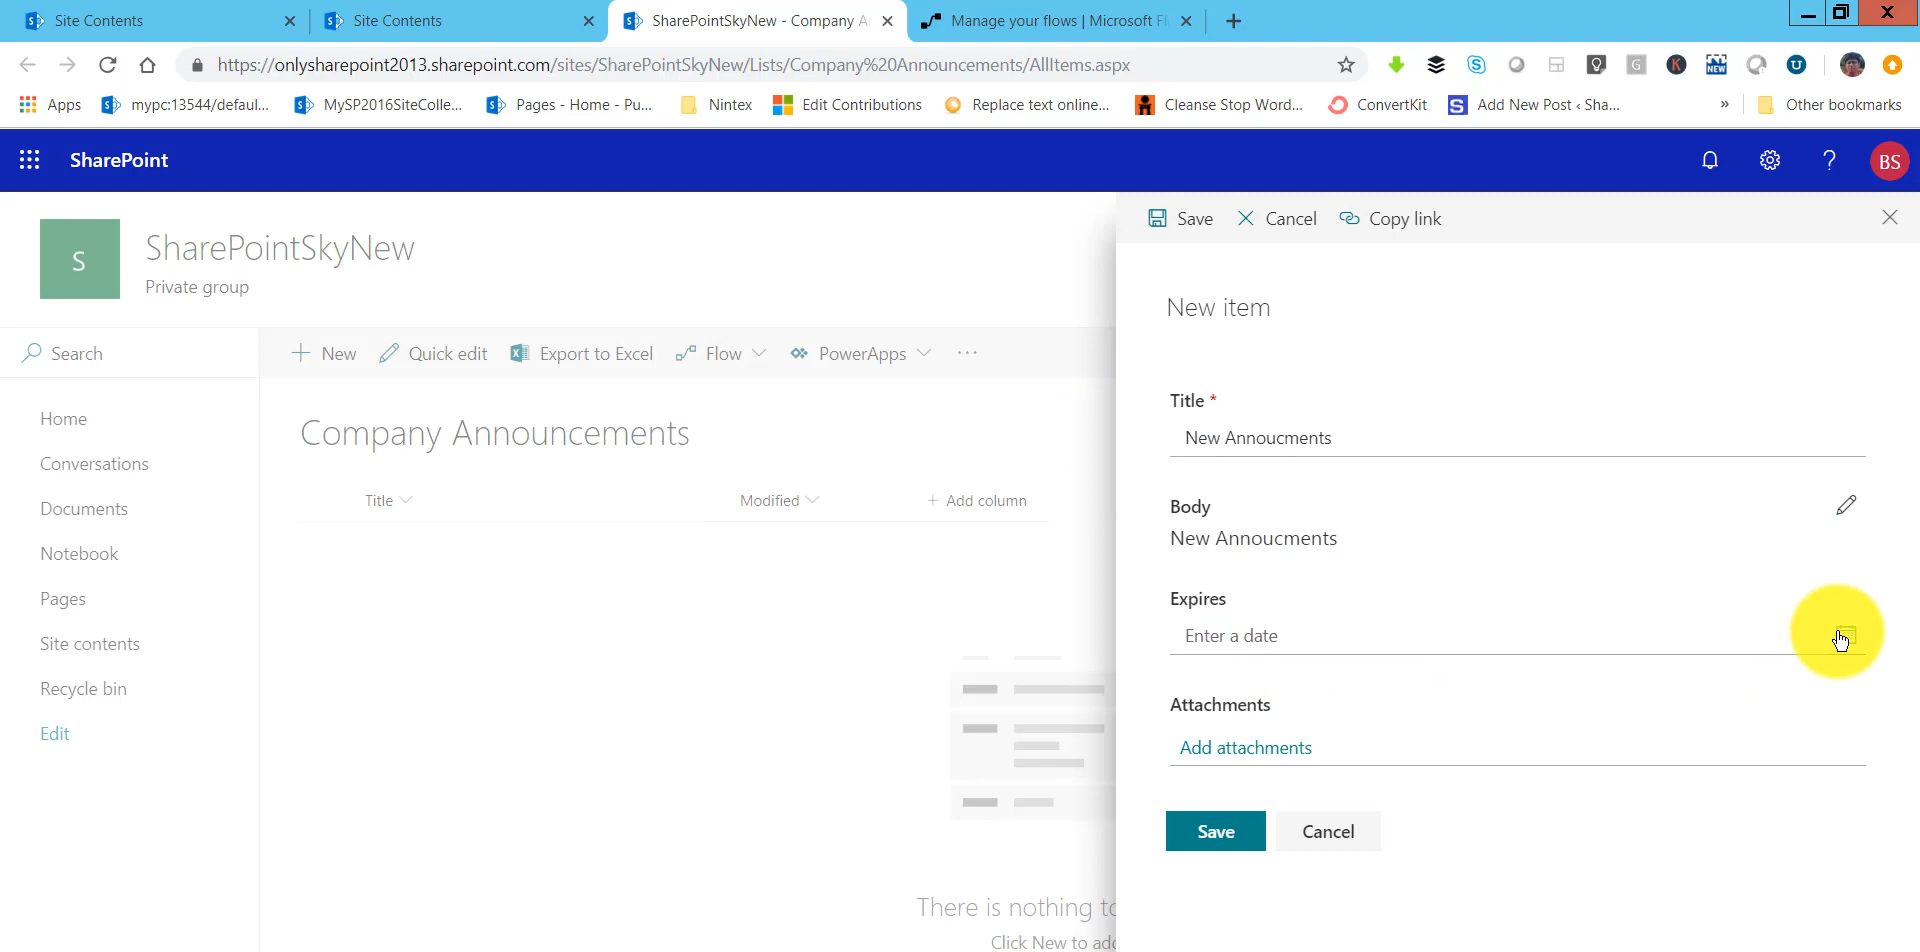 Site Contents
Site Contents
SharePointSkyNew - Company A
Manage your flows | Microsoft Fl
https://onlysharepoint2013.sharepoint.com/sites/SharePointSkyNew/Lists/Company%20Announcements/AllItems.aspx
Apps
mypc:13544/defaul...
MySP2016SiteColle...
Pages - Home - Pu...
Nintex
Edit Contributions
Replace text online...
Cleanse Stop Word...
ConvertKit
Add New Post ‹ Sha...
»
Other bookmarks
SharePoint
BS
S
SharePointSkyNew
Private group
Save
Cancel
Copy link
New item
Search
New
Quick edit
Export to Excel
Flow
PowerApps
Home
Conversations
Documents
Notebook
Pages
Site contents
Recycle bin
Edit
Company Announcements
Title
Modified
+ Add column
There is nothing to
Click New to add
Title *
New Annoucments
Body
New Annoucments
Expires
Enter a date
Attachments
Add attachments
Save
Cancel